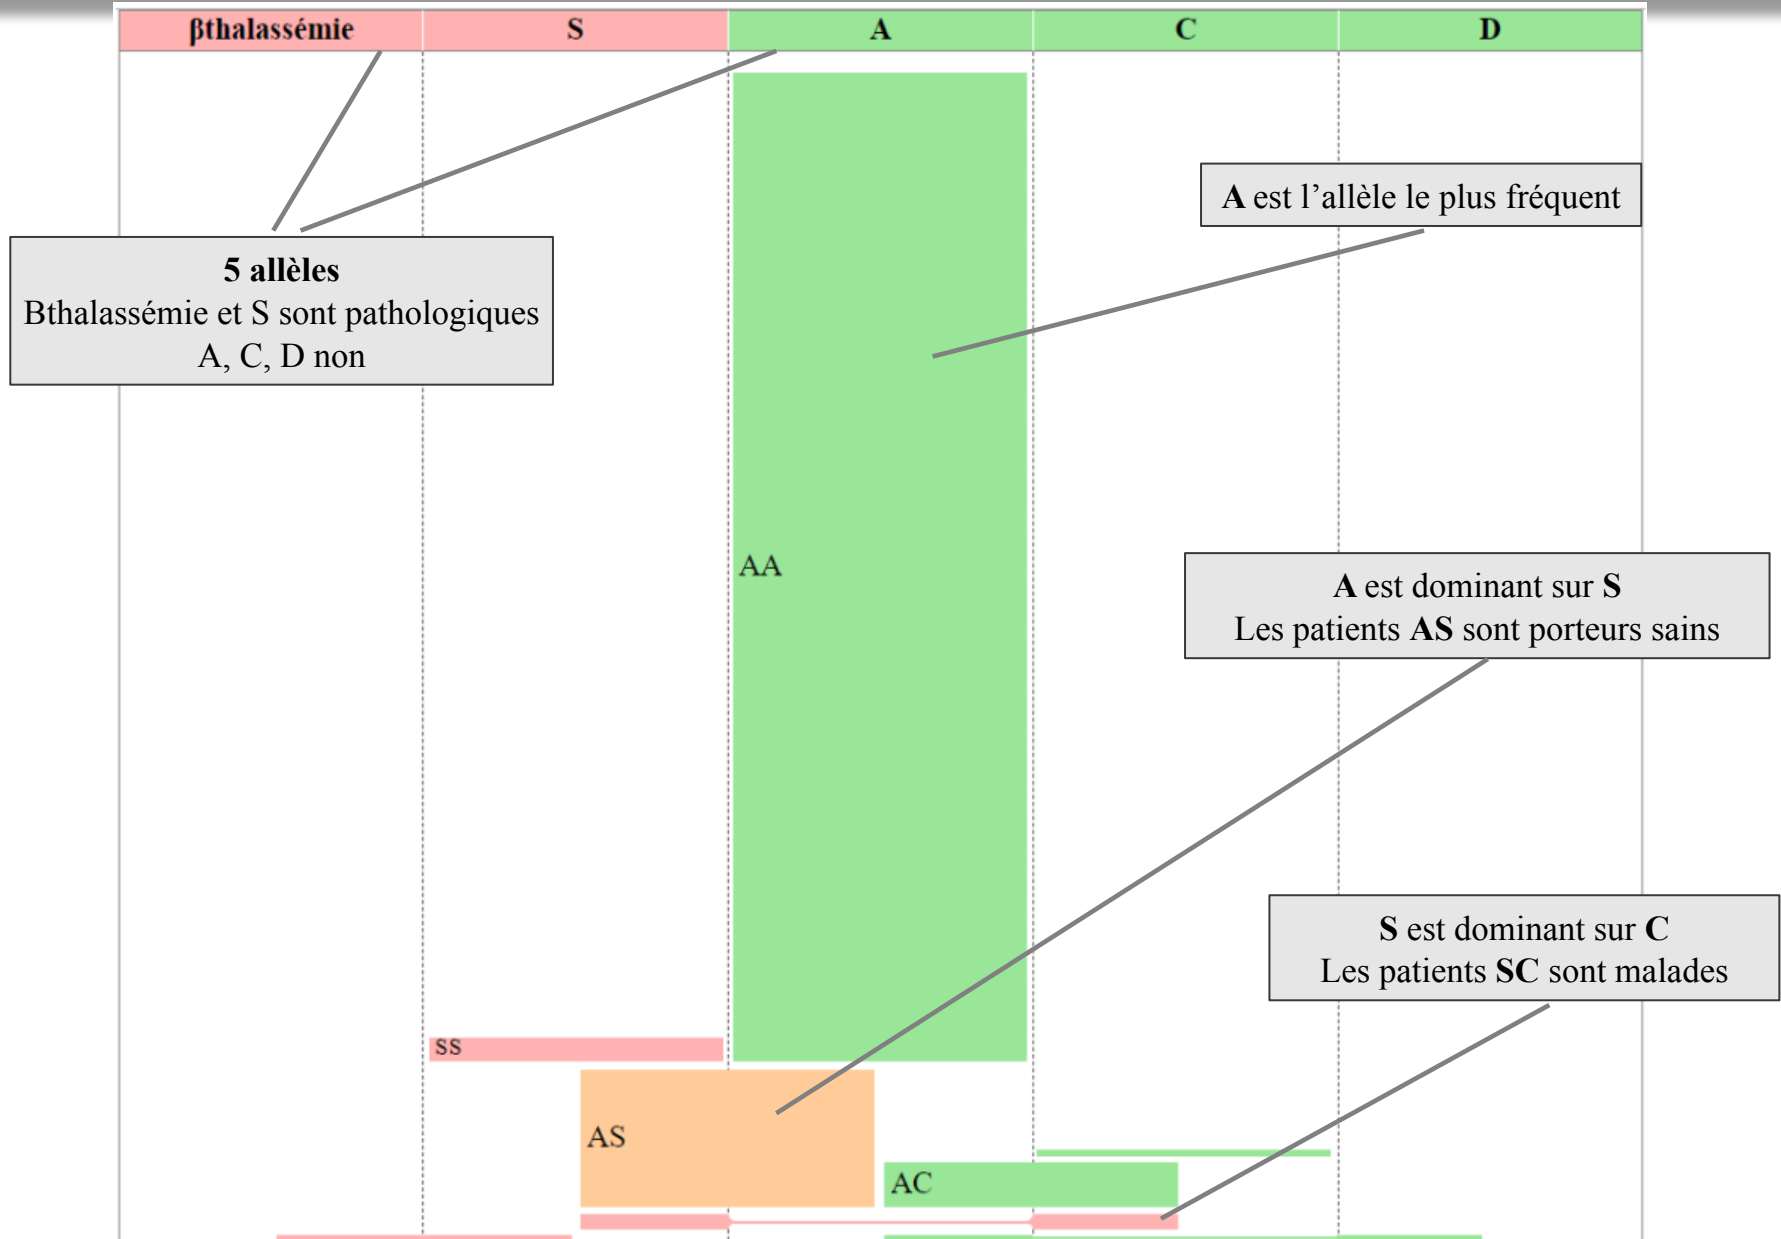 βthalassémie
S
A
C
D
A est l’allèle le plus fréquent
5 allèles
Bthalassémie et S sont pathologiques
A, C, D non
AA
A est dominant sur S
Les patients AS sont porteurs sains
S est dominant sur C
Les patients SC sont malades
SS
AS
AC